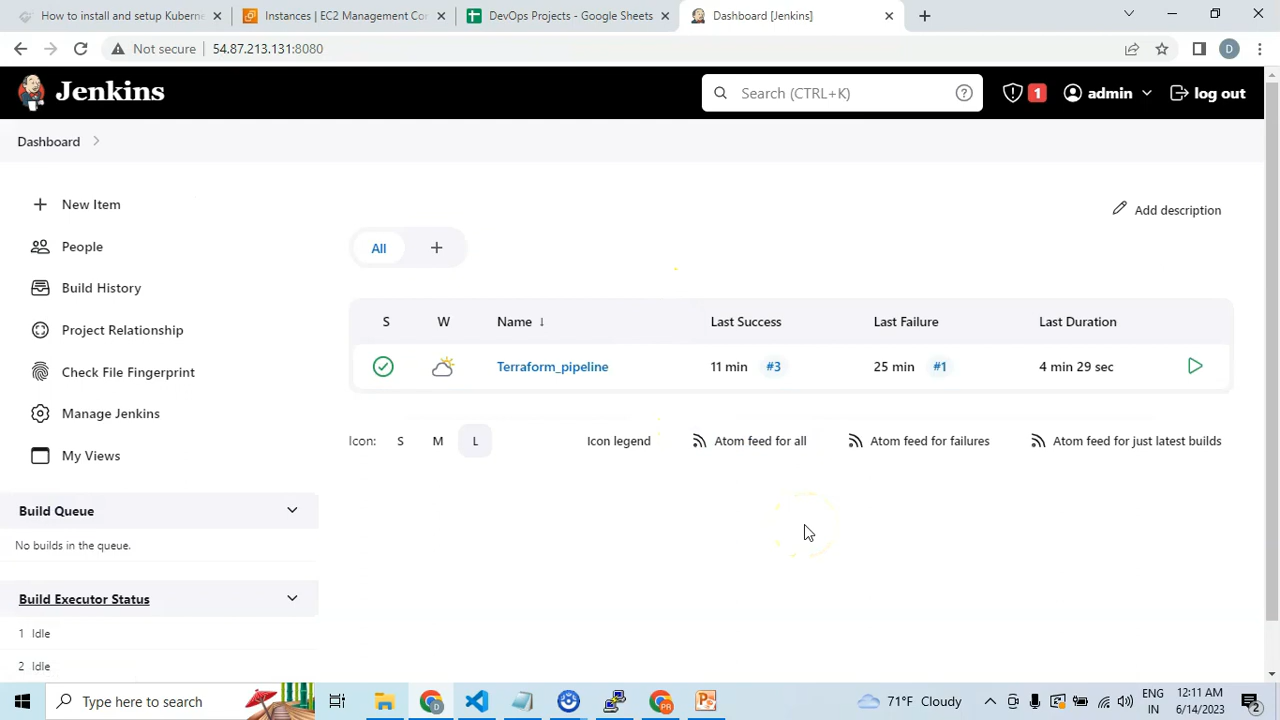 How to install and setup Kubern
Instances | EC2 Management Co
DevOps Projects - Google Sheets
Dashboard [Jenkins]
Not secure
54.87.213.131:8080
D
Jenkins
Search (CTRL+K)
1
admin
log out
Dashboard
New Item
People
Build History
Project Relationship
Check File Fingerprint
Manage Jenkins
My Views
Build Queue
No builds in the queue.
Build Executor Status
1 Idle
2 Idle
Add description
All
S W Name ↓ Last Success Last Failure Last Duration
Terraform_pipeline 11 min #3 25 min #1 4 min 29 sec
Icon: S M L
Icon legend
Atom feed for all
Atom feed for failures
Atom feed for just latest builds
Type here to search
71°F Cloudy
ENG
IN
12:11 AM
6/14/2023
2